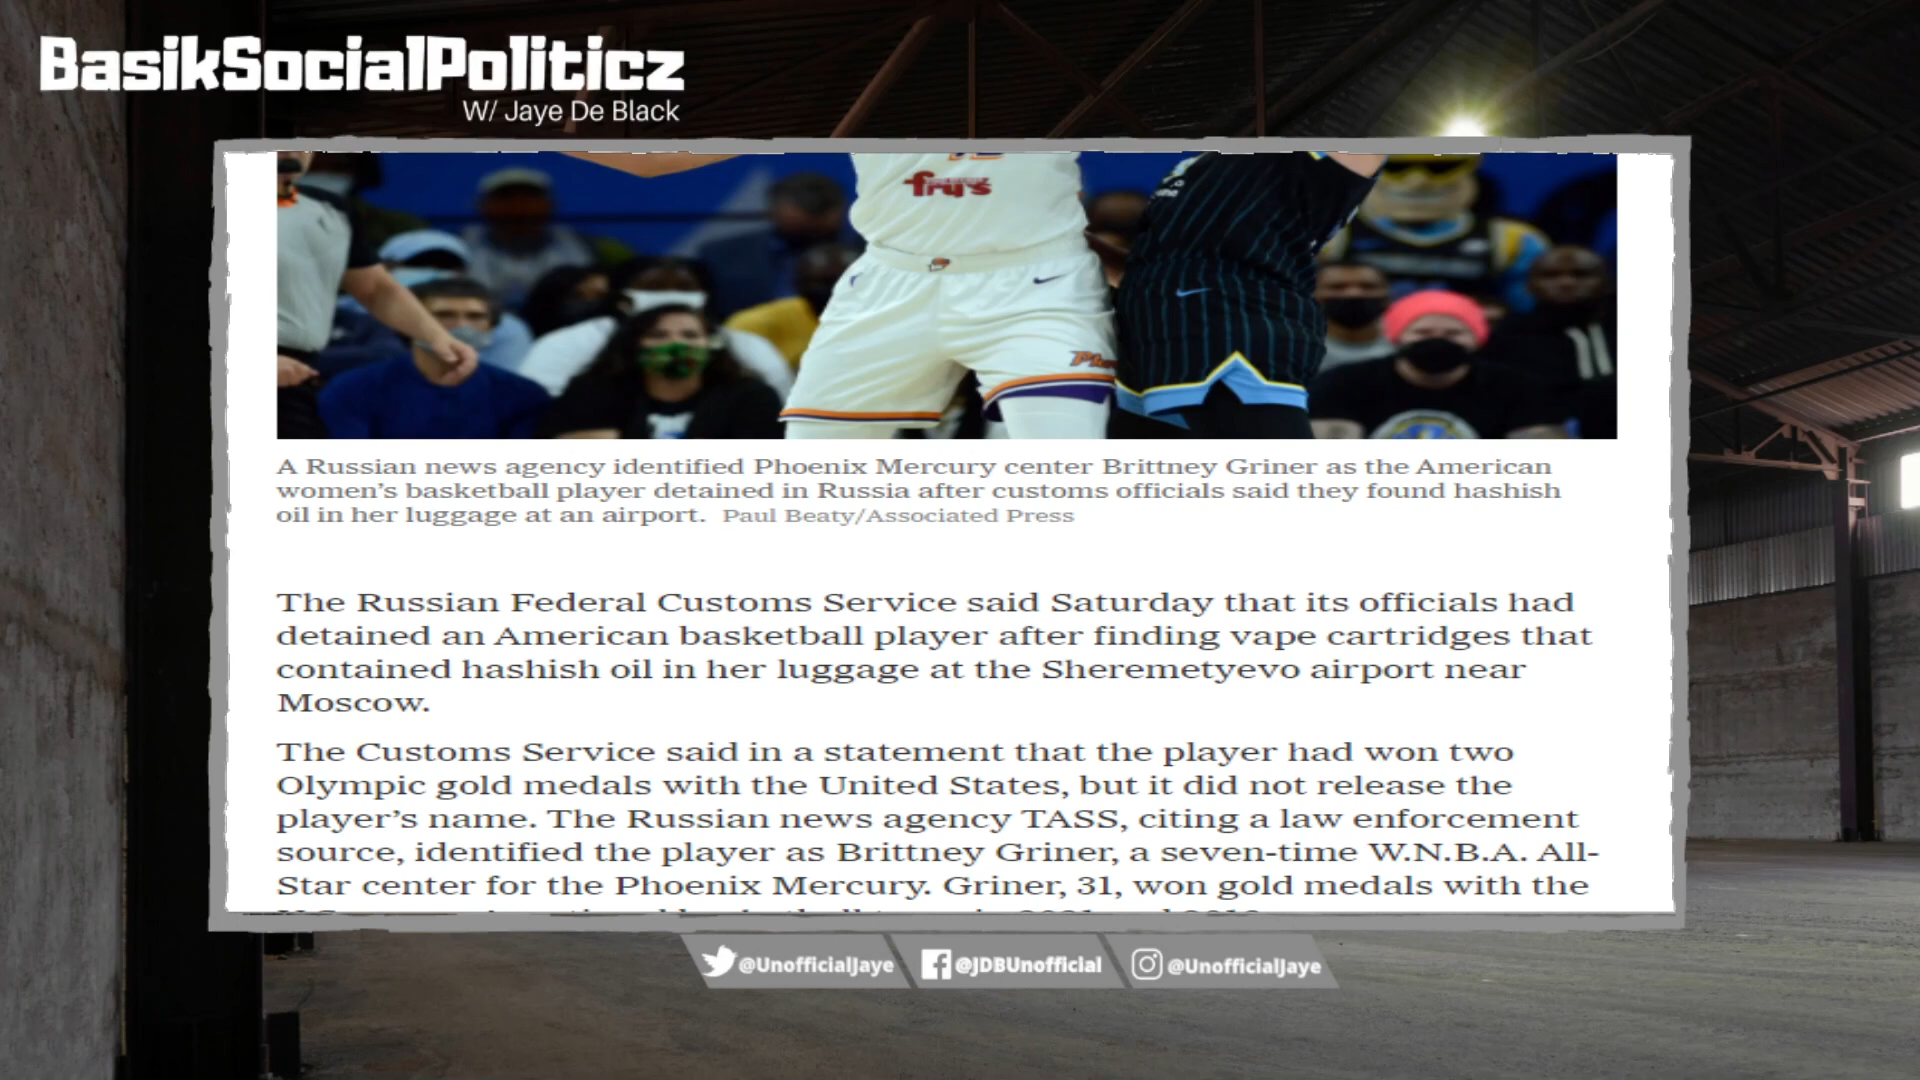 BasikSocialPoliticz
W/ Jaye De Black
fry's
A Russian news agency identified Phoenix Mercury center Brittney Griner as the American
women's basketball player detained in Russia after customs officials said they found hashish
oil in her luggage at an airport. Paul Beaty/Associated Press
The Russian Federal Customs Service said Saturday that its officials had
detained an American basketball player after finding vape cartridges that
contained hashish oil in her luggage at the Sheremetyevo airport near
Moscow.
The Customs Service said in a statement that the player had won two
Olympic gold medals with the United States, but it did not release the
player's name. The Russian news agency TASS, citing a law enforcement
source, identified the player as Brittney Griner, a seven-time W.N.B.A. All-
Star center for the Phoenix Mercury. Griner, 31, won gold medals with the
@UnofficialJaye @JDBUnofficial @UnofficialJaye